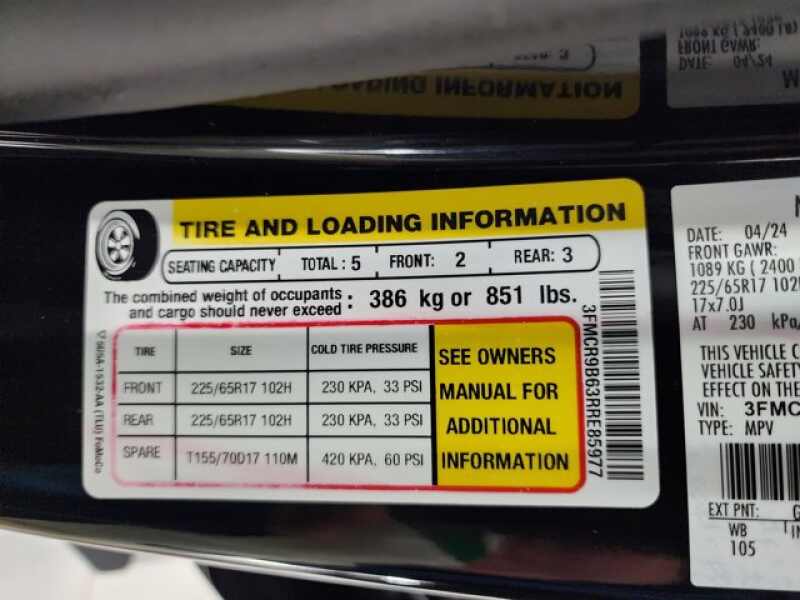 TIRE AND LOADING INFORMATION
SEATING CAPACITY TOTAL: 5 FRONT: 2 REAR: 3
The combined weight of occupants
and cargo should never exceed : 386 kg or 851 lbs.
TIRE SIZE COLD TIRE PRESSURE
FRONT 225/65R17 102H 230 KPA, 33 PSI
REAR 225/65R17 102H 230 KPA, 33 PSI
SPARE T155/70D17 110M 420 KPA, 60 PSI
SEE OWNERS
MANUAL FOR
ADDITIONAL
INFORMATION
3FMCR9B63RRE85977
DATE: 04/24
FRONT GAWR:
1089 KG ( 2400
225/65R17 102H
17x7.0J
AT 230 kPa,
THIS VEHICLE
VEHICLE SAFETY
EFFECT ON THE
VIN: 3FMC
TYPE: MPV
EXT PNT:
WB
105